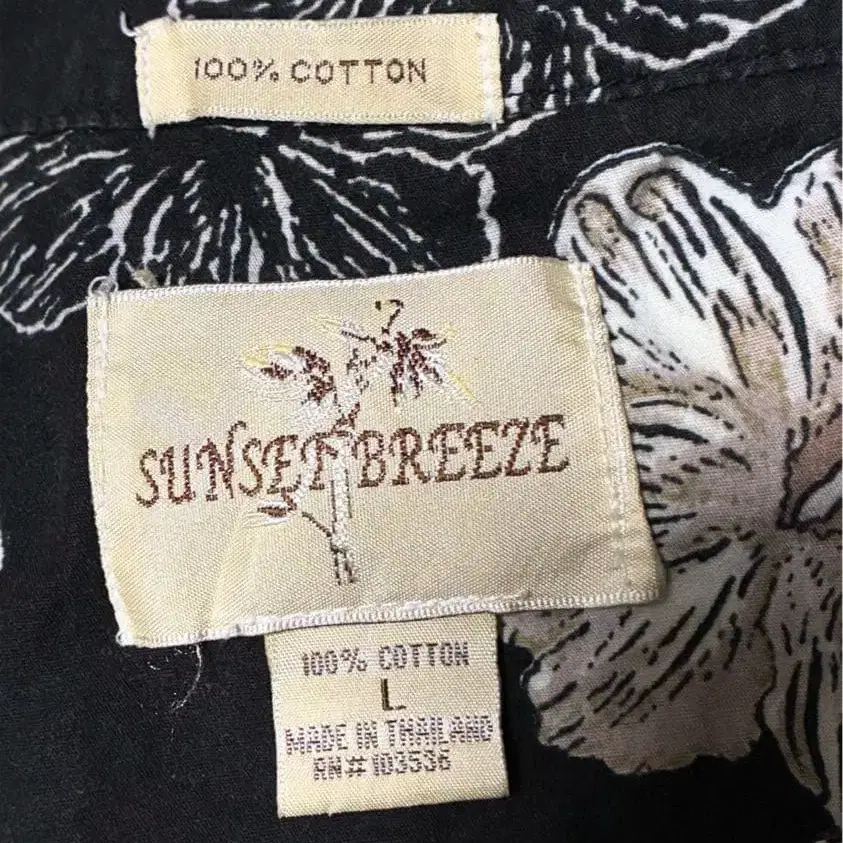 100% COTTON
SUNSET BREEZE
100% COTTON
L
MADE IN THAILAND
RN#103536